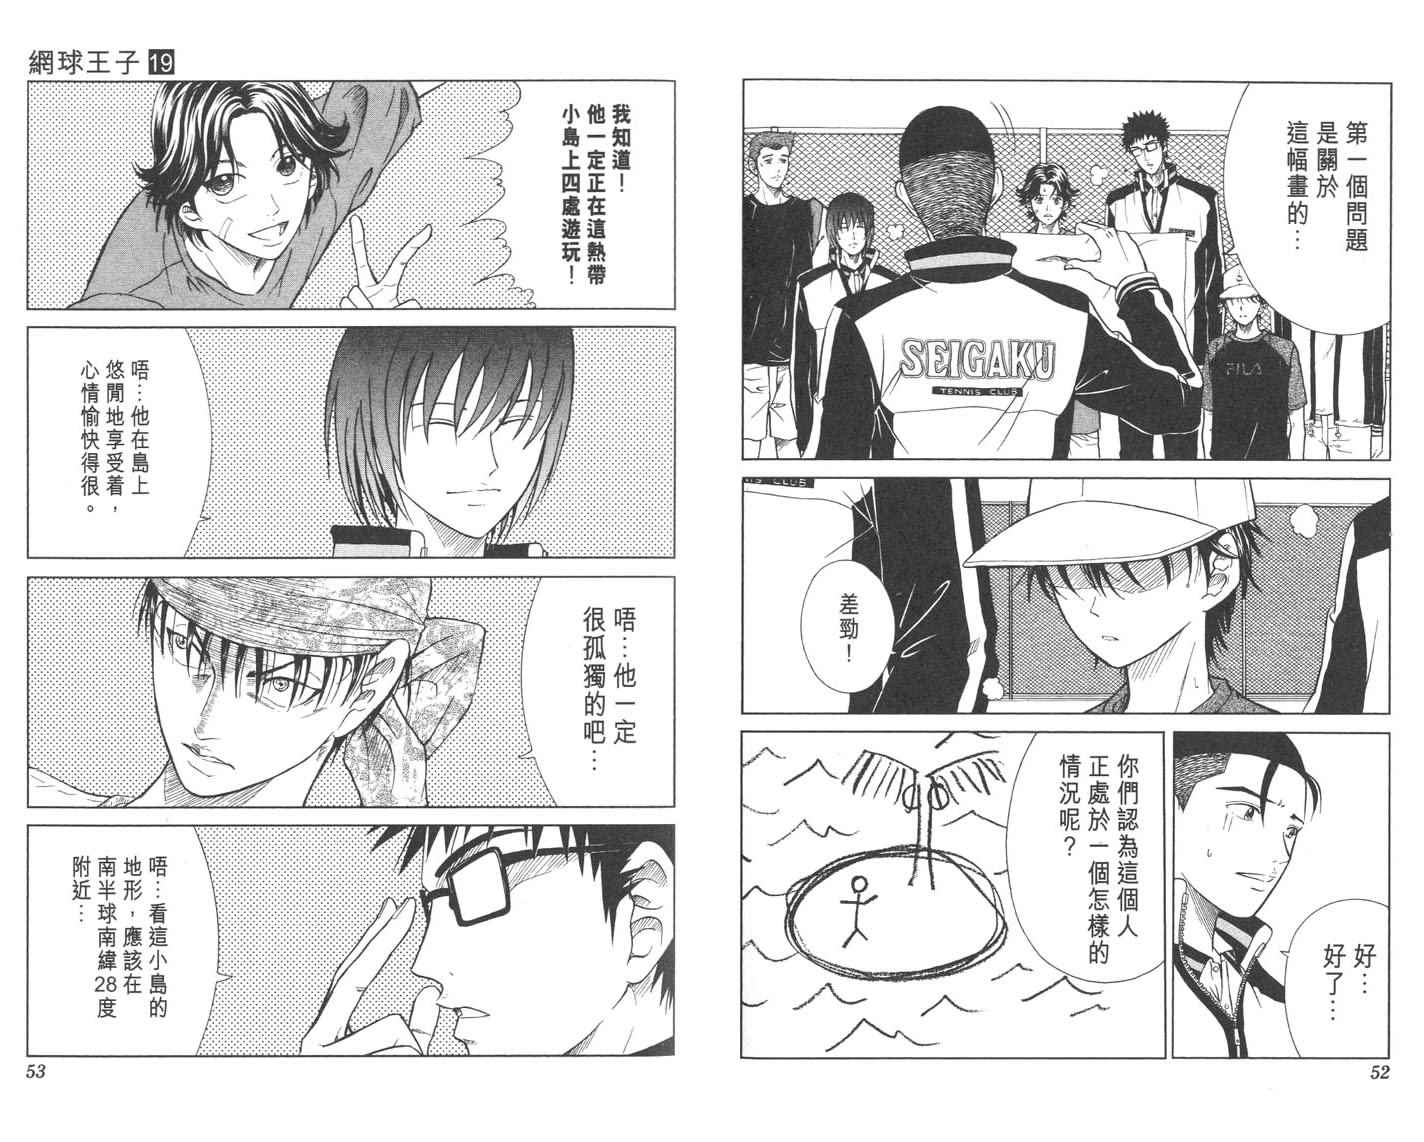 網球王子 19
第一個問題
是關於
這幅畫的…
SEIGAKU
TENNIS CLUB
FILA
NIS CLUB
差勁！
好…
好了…
你們認為這個人
正處於一個怎樣的
情況呢？
52
我知道！
他一定正在這熱帶
小島上四處遊玩！
唔…他在島上
悠閒地享受着，
心情愉快得很。
唔…他一定
很孤獨的吧…
唔…看這小島的
地形，應該在
南半球南緯28度
附近…
53